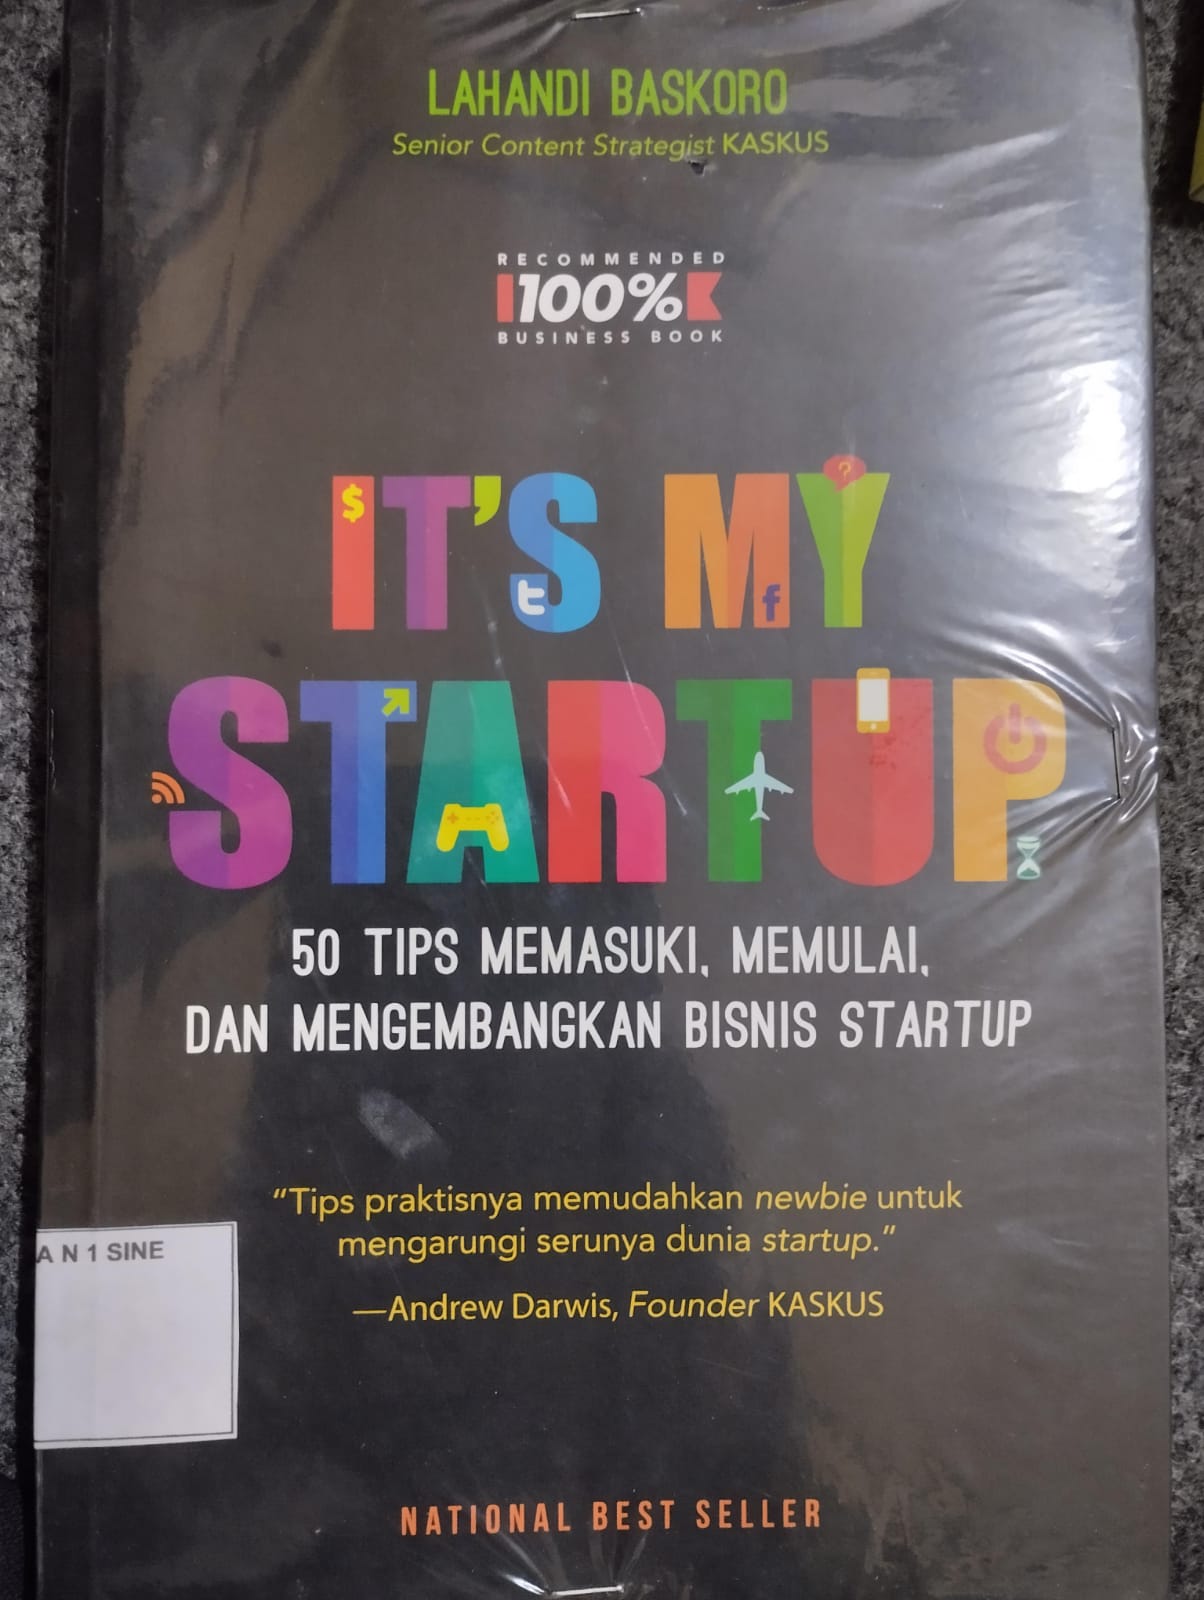 LAHANDI BASKORO
Senior Content Strategist KASKUS
RECOMMENDED
100%
BUSINESS BOOK
IT'S MY
STARTUP
50 TIPS MEMASUKI, MEMULAI,
DAN MENGEMBANGKAN BISNIS STARTUP
“Tips praktisnya memudahkan newbie untuk
mengarungi serunya dunia startup.”
—Andrew Darwis, Founder KASKUS
A N 1 SINE
NATIONAL BEST SELLER